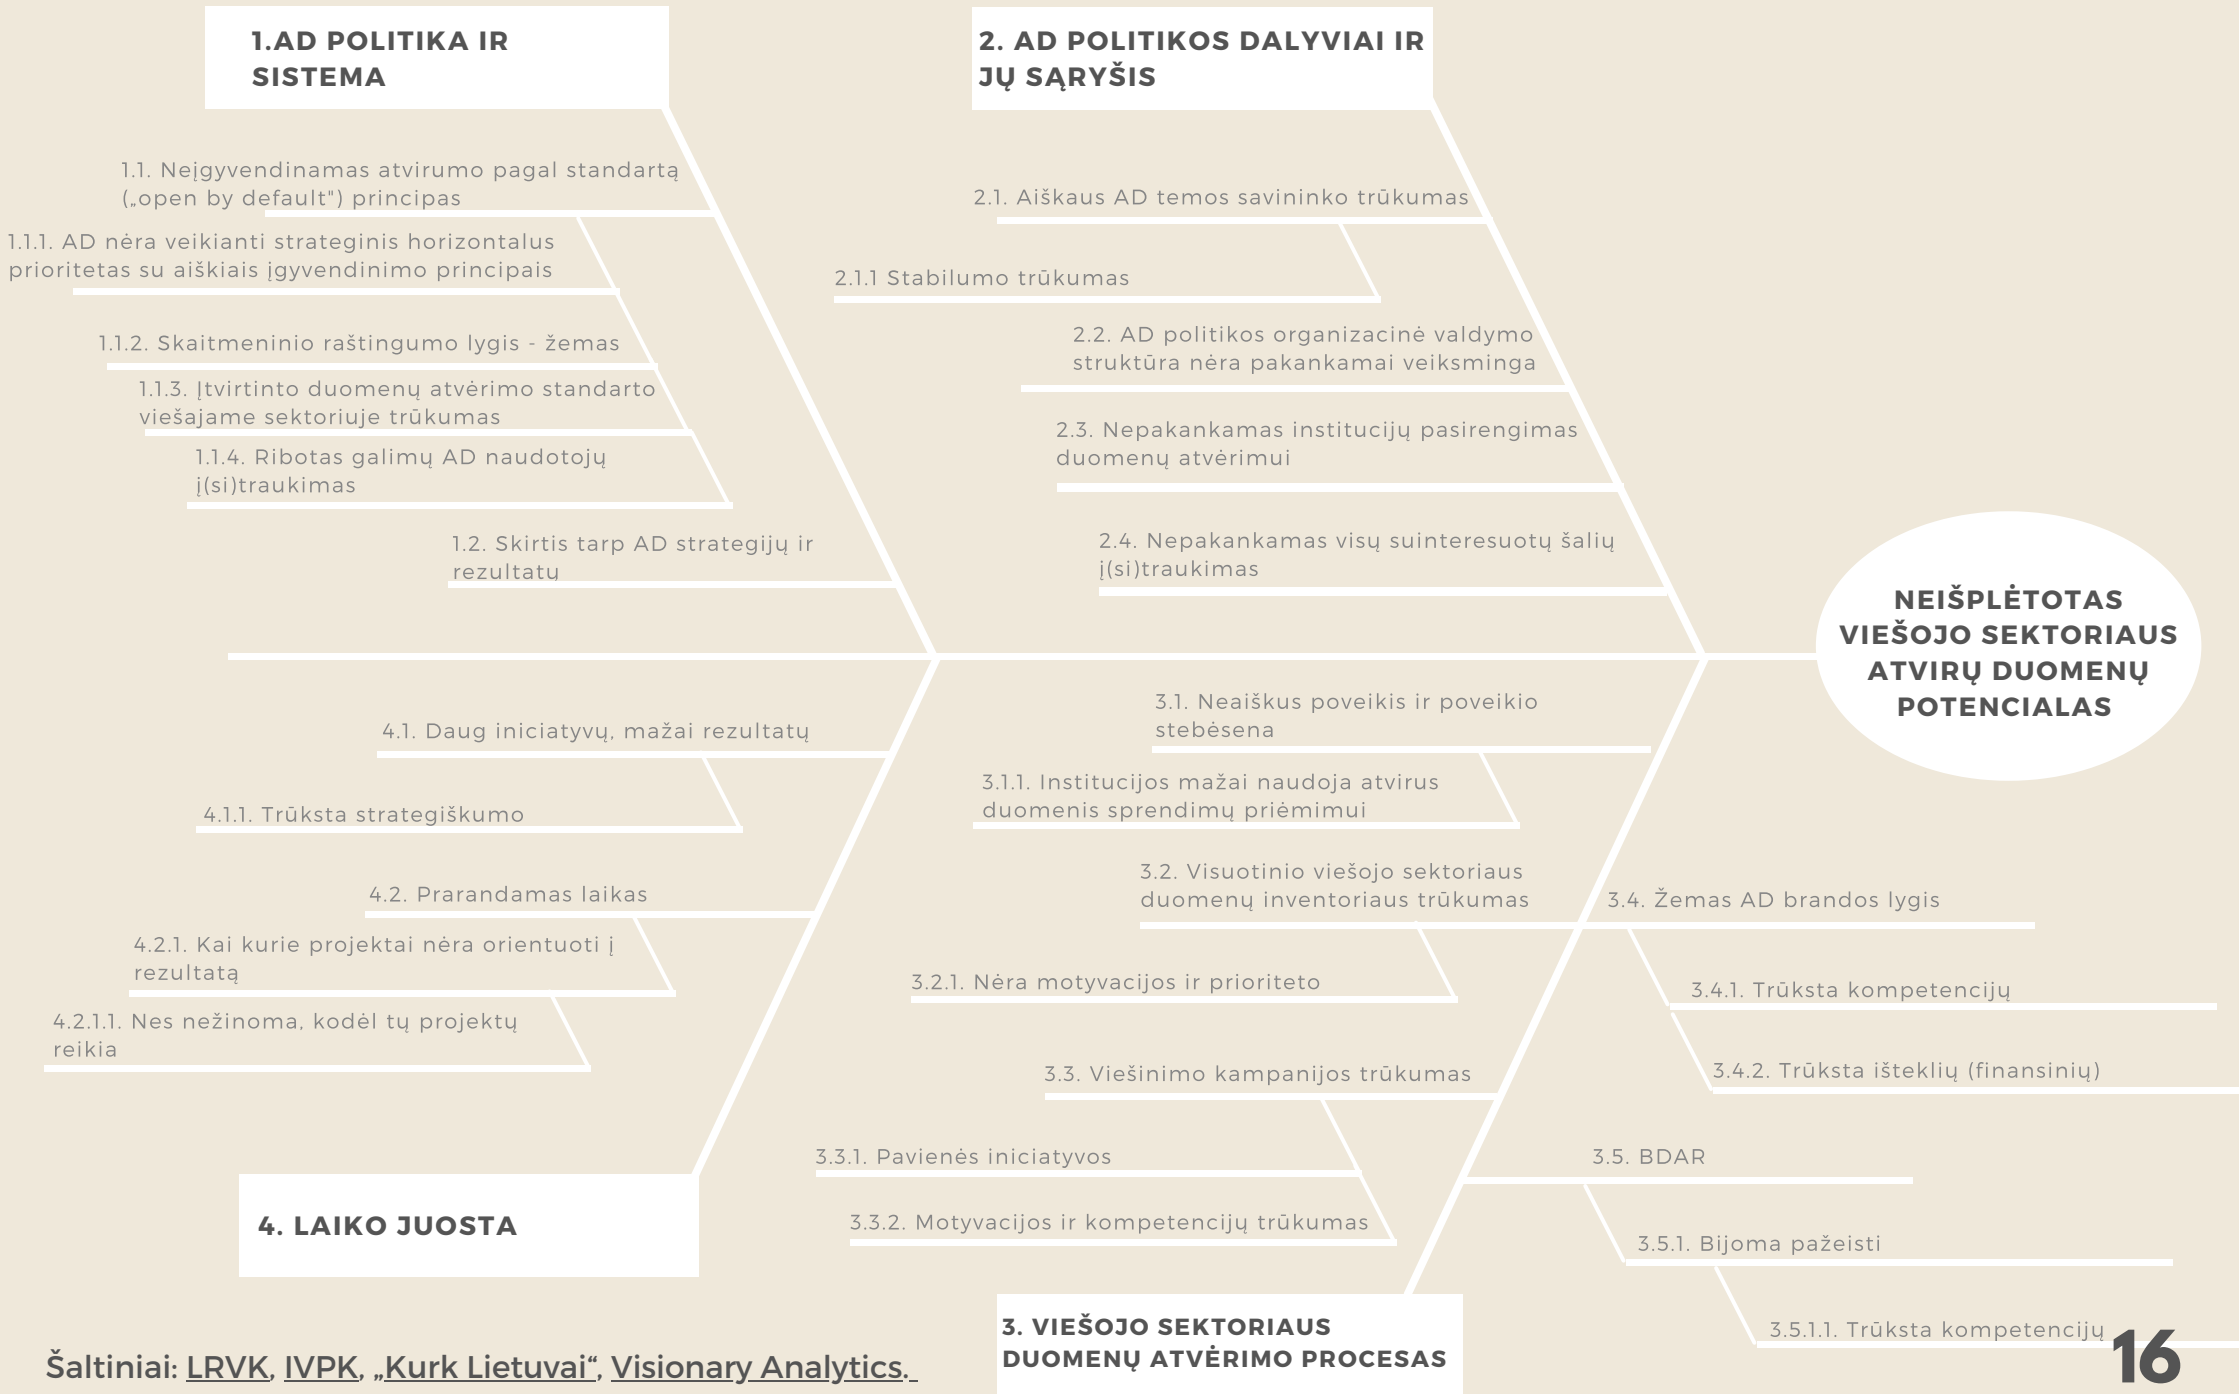 1.AD POLITIKA IR
SISTEMA
1.1. Neįgyvendinamas atvirumo pagal standartą
(„open by default") principas
1.1.1. AD nėra veikianti strateginis horizontalus
prioritetas su aiškiais įgyvendinimo principais
1.1.2. Skaitmeninio raštingumo lygis - žemas
1.1.3. Įtvirtinto duomenų atvėrimo standarto
viešajame sektoriuje trūkumas
1.1.4. Ribotas galimų AD naudotojų
į(si)traukimas
1.2. Skirtis tarp AD strategijų ir
rezultatų
2. AD POLITIKOS DALYVIAI IR
JŲ SĄRYŠIS
2.1. Aiškaus AD temos savininko trūkumas
2.1.1 Stabilumo trūkumas
2.2. AD politikos organizacinė valdymo
struktūra nėra pakankamai veiksminga
2.3. Nepakankamas institucijų pasirengimas
duomenų atvėrimui
2.4. Nepakankamas visų suinteresuotų šalių
į(si)traukimas
NEIŠPLĖTOTAS
VIEŠOJO SEKTORIAUS
ATVIRŲ DUOMENŲ
POTENCIALAS
4.1. Daug iniciatyvų, mažai rezultatų
4.1.1. Trūksta strategiškumo
4.2. Prarandamas laikas
4.2.1. Kai kurie projektai nėra orientuoti į
rezultatą
4.2.1.1. Nes nežinoma, kodėl tų projektų
reikia
4. LAIKO JUOSTA
3.1. Neaiškus poveikis ir poveikio
stebėsena
3.1.1. Institucijos mažai naudoja atvirus
duomenis sprendimų priėmimui
3.2. Visuotinio viešojo sektoriaus
duomenų inventoriaus trūkumas
3.2.1. Nėra motyvacijos ir prioriteto
3.3. Viešinimo kampanijos trūkumas
3.3.1. Pavienės iniciatyvos
3.3.2. Motyvacijos ir kompetencijų trūkumas
3.4. Žemas AD brandos lygis
3.4.1. Trūksta kompetencijų
3.4.2. Trūksta išteklių (finansinių)
3.5. BDAR
3.5.1. Bijoma pažeisti
3.5.1.1. Trūksta kompetencijų
3. VIEŠOJO SEKTORIAUS
DUOMENŲ ATVĖRIMO PROCESAS
Šaltiniai: LRVK, IVPK, „Kurk Lietuvai“, Visionary Analytics.
16